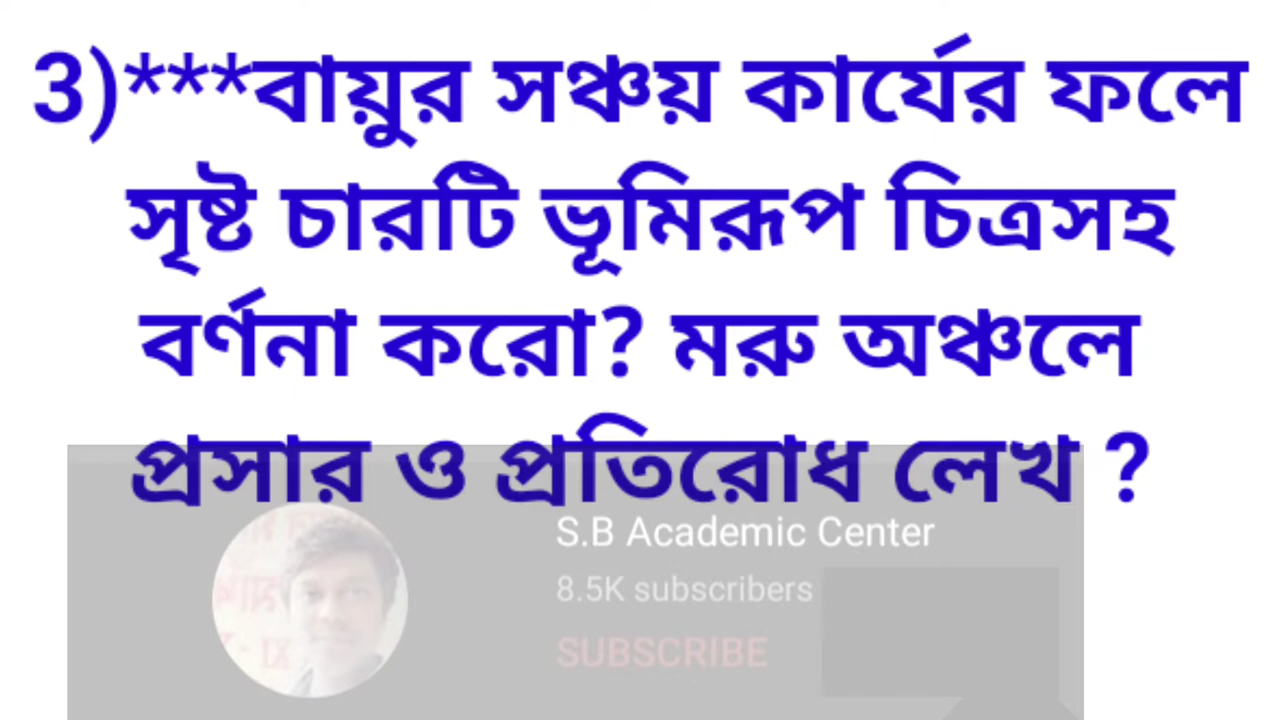 3)***বায়ুর সঞ্চয় কার্যের ফলে
সৃষ্ট চারটি ভূমিরূপ চিত্রসহ
বর্ণনা করো? মরু অঞ্চলে
প্রসার ও প্রতিরোধ লেখ ?
S.B Academic Center
8.5K subscribers
SUBSCRIBE